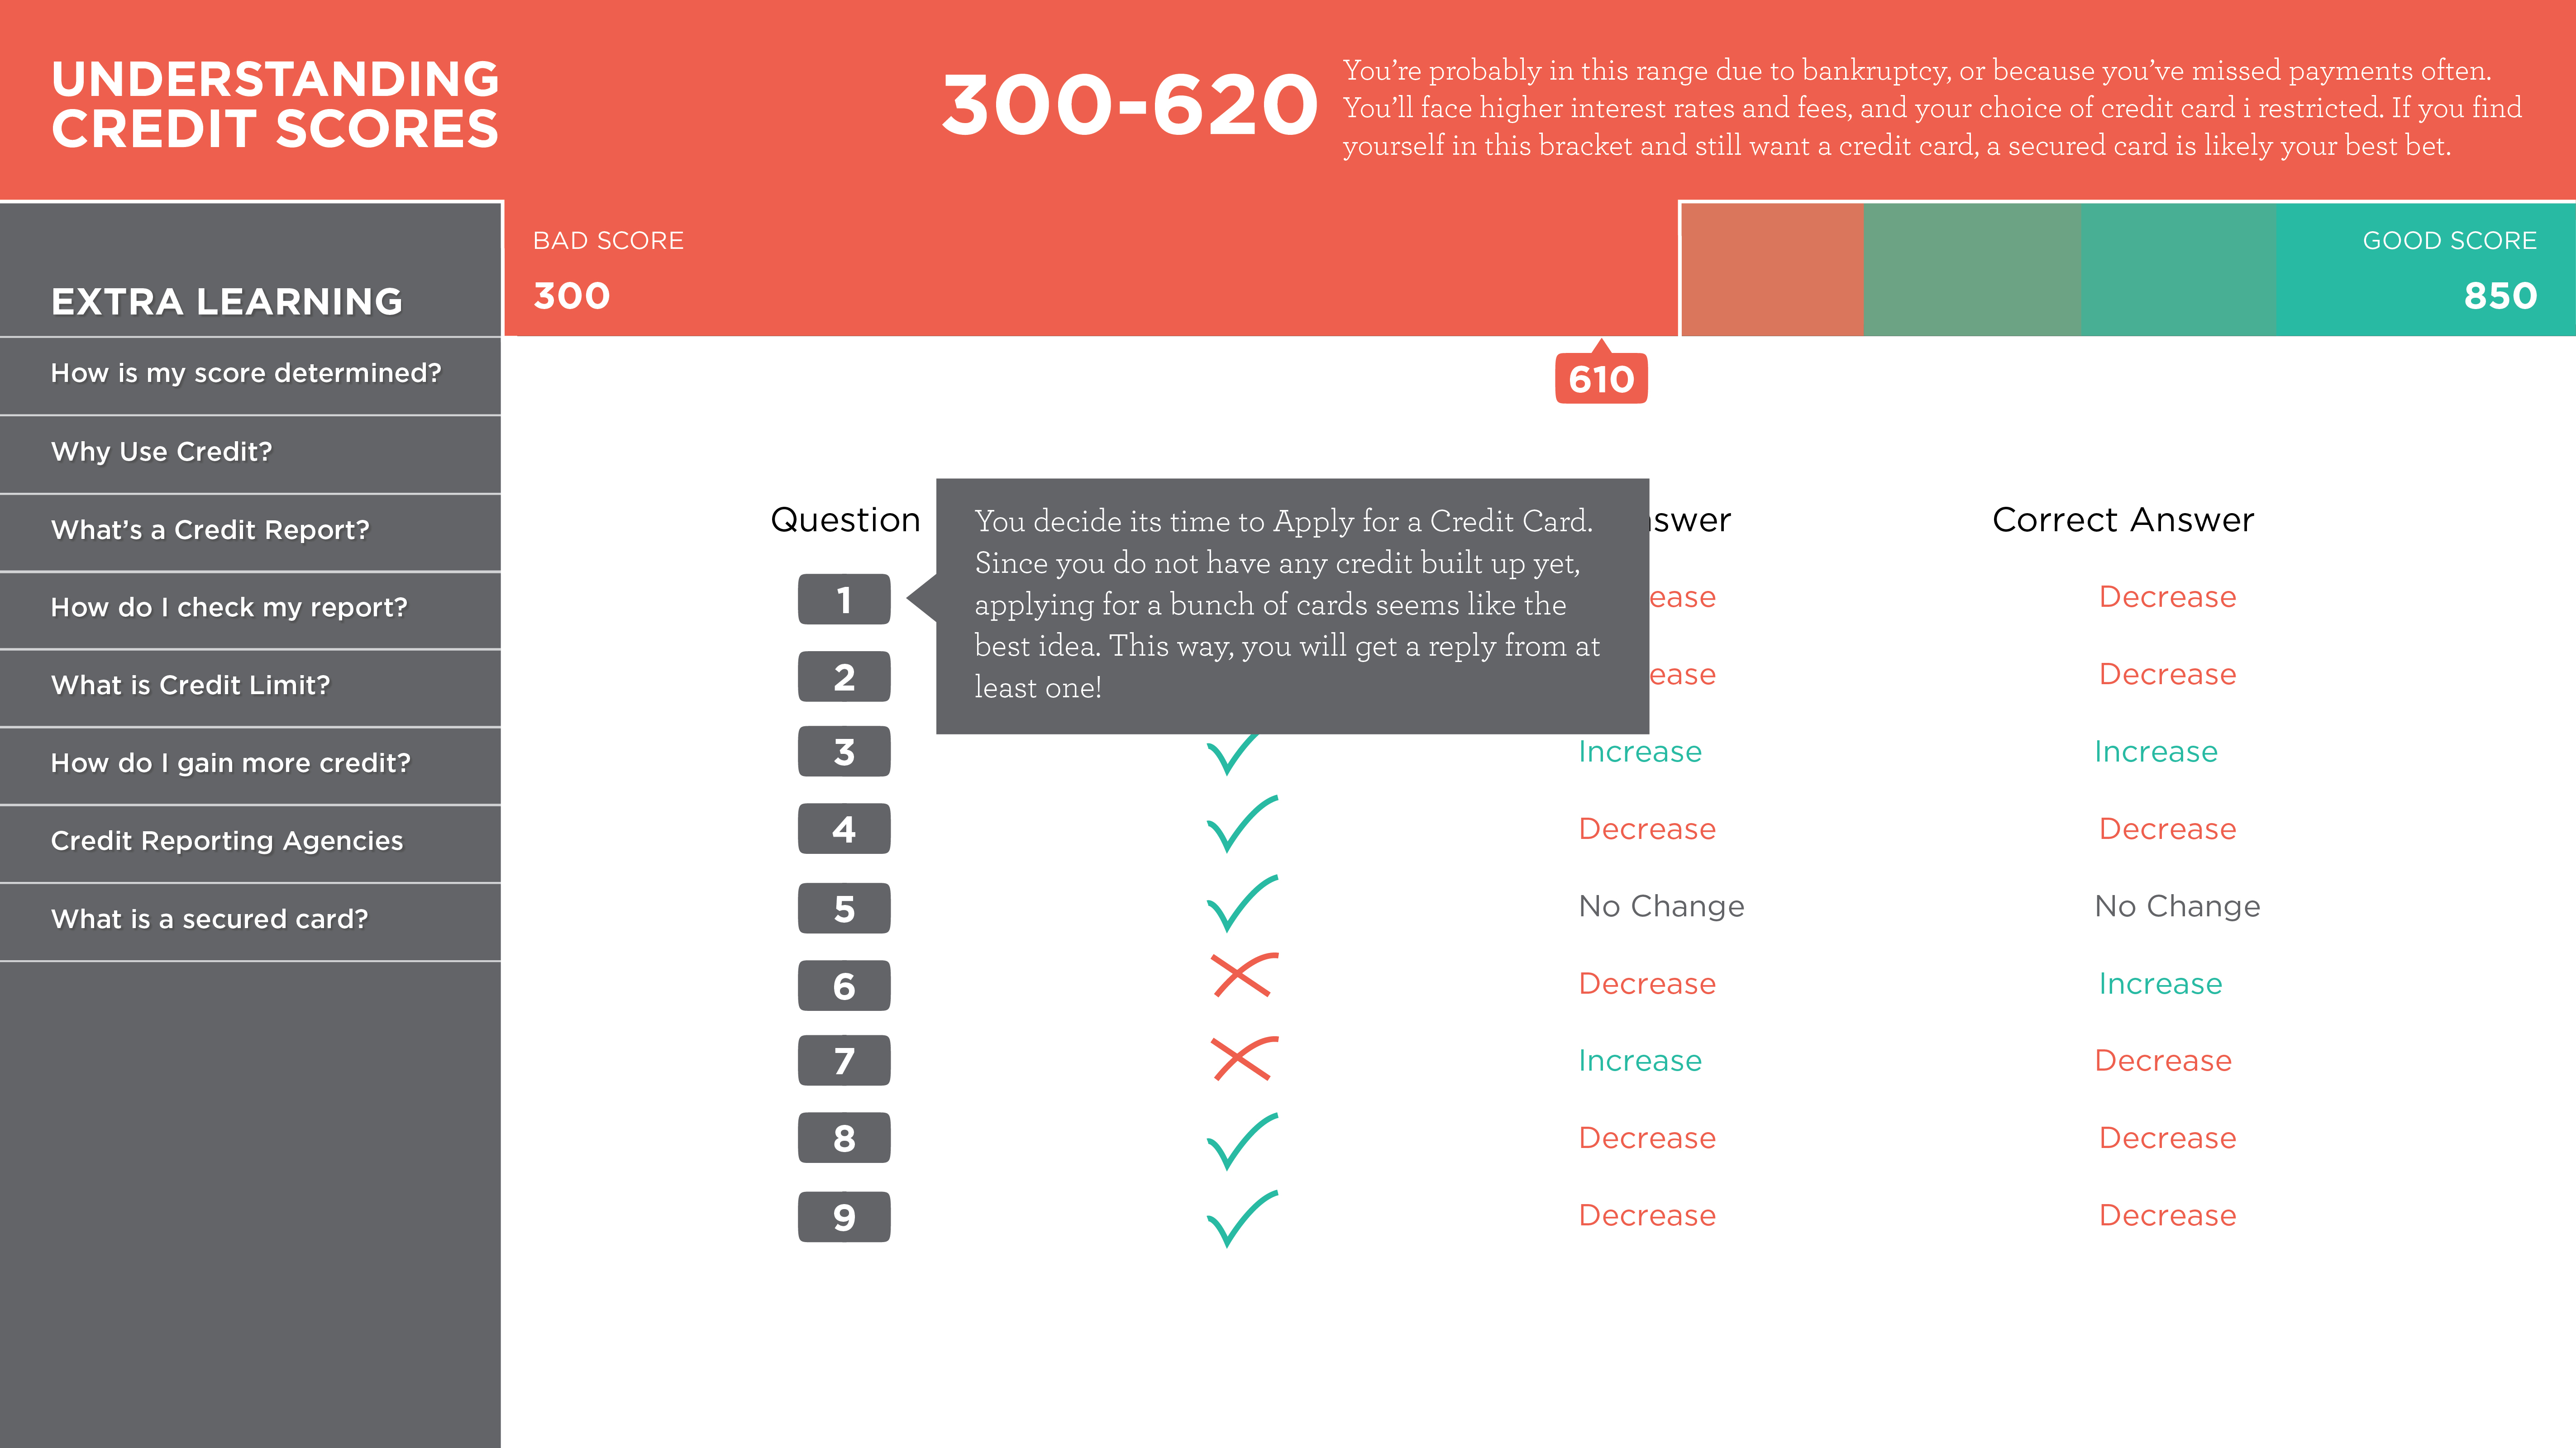 UNDERSTANDING
CREDIT SCORES
300-620
You're probably in this range due to bankruptcy, or because you've missed payments often.
You'll face higher interest rates and fees, and your choice of credit card i restricted. If you find
yourself in this bracket and still want a credit card, a secured card is likely your best bet.
BAD SCORE
300
GOOD SCORE
850
610
EXTRA LEARNING
How is my score determined?
Why Use Credit?
What's a Credit Report?
How do I check my report?
What is Credit Limit?
How do I gain more credit?
Credit Reporting Agencies
What is a secured card?
You decide its time to Apply for a Credit Card.
Since you do not have any credit built up yet,
applying for a bunch of cards seems like the
best idea. This way, you will get a reply from at
least one!
Question Correct Answer
1 Decrease
2 Decrease
3 Increase Increase
4 Decrease Decrease
5 No Change No Change
6 Decrease Increase
7 Increase Decrease
8 Decrease Decrease
9 Decrease Decrease